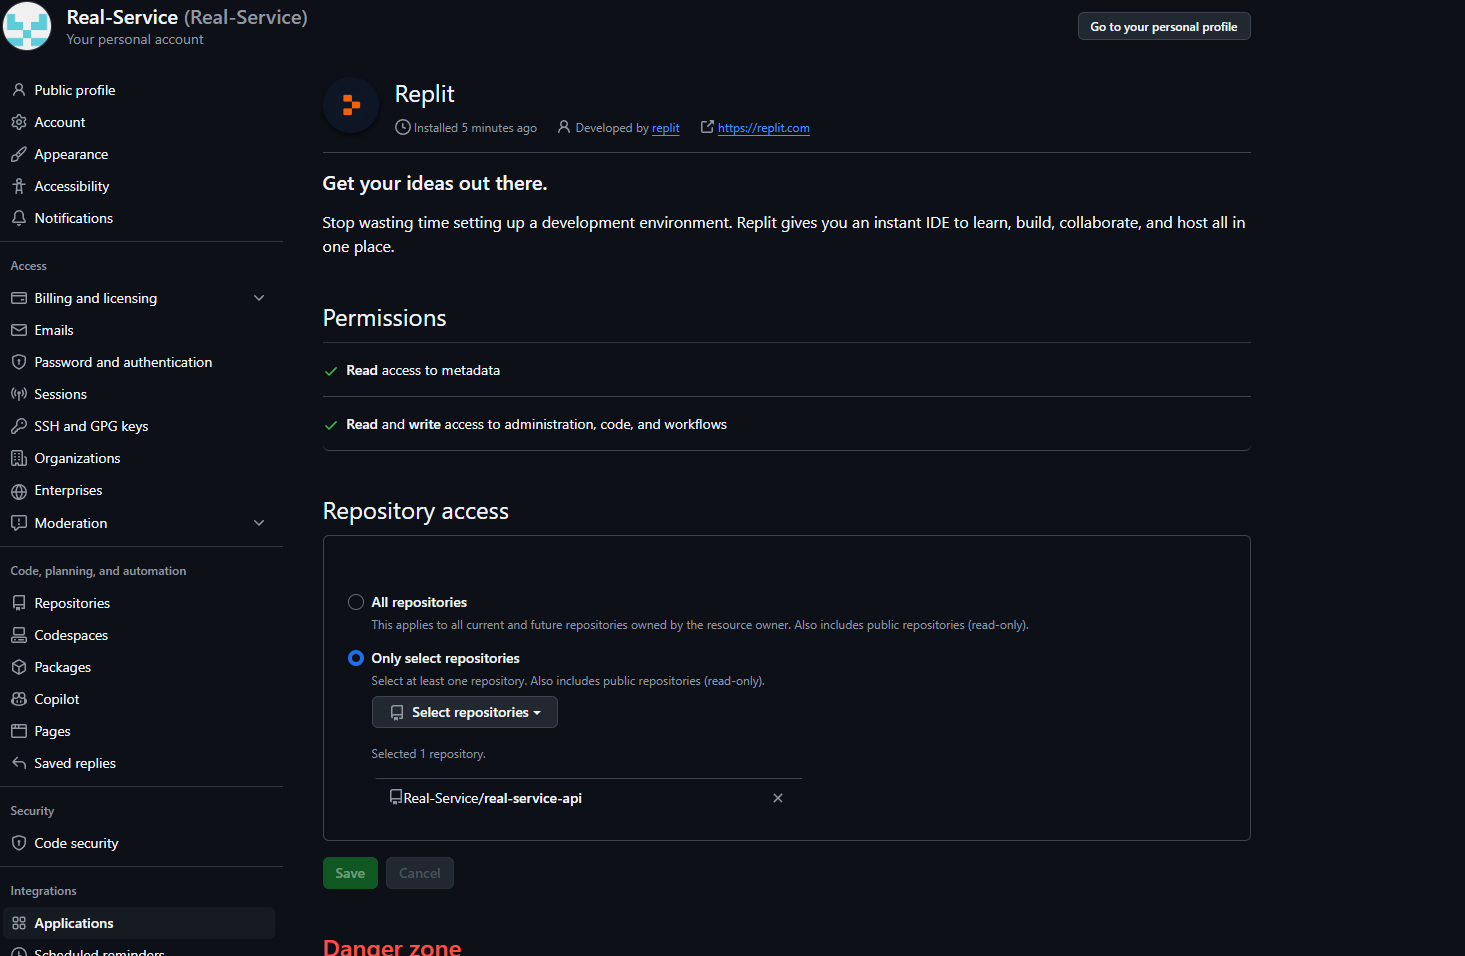 Real-Service (Real-Service)
Your personal account
Go to your personal profile
Public profile
Account
Appearance
Accessibility
Notifications
Access
Billing and licensing
Emails
Password and authentication
Sessions
SSH and GPG keys
Organizations
Enterprises
Moderation
Code, planning, and automation
Repositories
Codespaces
Packages
Copilot
Pages
Saved replies
Security
Code security
Integrations
Applications
Scheduled reminders
Replit
Installed 5 minutes ago
Developed by replit
https://replit.com
Get your ideas out there.
Stop wasting time setting up a development environment. Replit gives you an instant IDE to learn, build, collaborate, and host all in
one place.
Permissions
Read access to metadata
Read and write access to administration, code, and workflows
Repository access
All repositories
This applies to all current and future repositories owned by the resource owner. Also includes public repositories (read-only).
Only select repositories
Select at least one repository. Also includes public repositories (read-only).
Select repositories
Selected 1 repository.
Real-Service/real-service-api
Save
Cancel
Danger zone